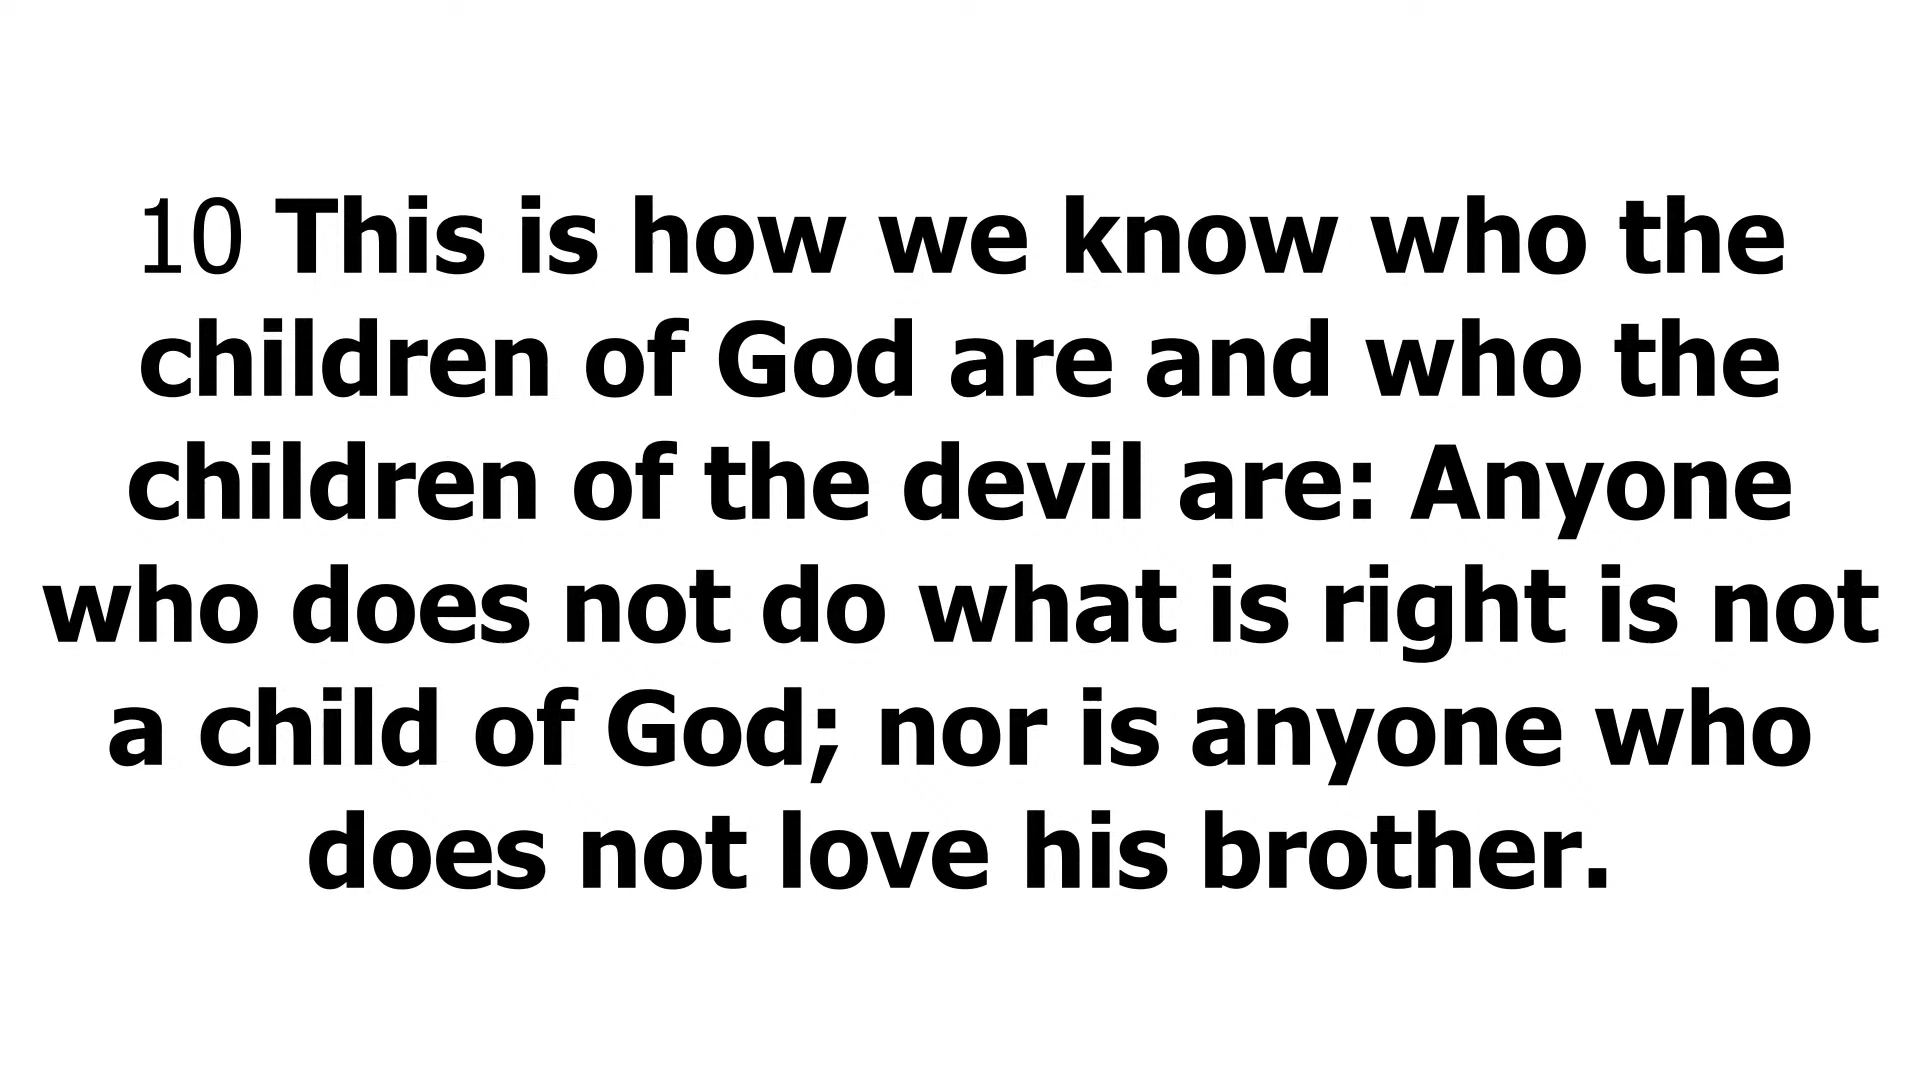 10 This is how we know who the
children of God are and who the
children of the devil are: Anyone
who does not do what is right is not
a child of God; nor is anyone who
does not love his brother.